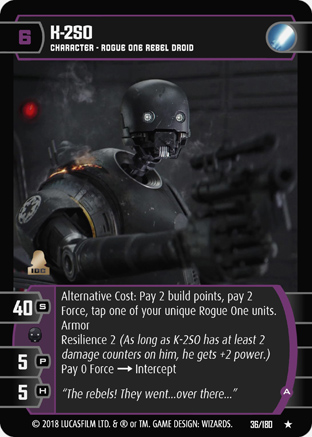 6
K-2SO
CHARACTER - ROGUE ONE REBEL DROID
40 S
5 P
5 H
Alternative Cost: Pay 2 build points, pay 2
Force, tap one of your unique Rogue One units.
Armor
Resilience 2 (As long as K-2SO has at least 2
damage counters on him, he gets +2 power.)
Pay 0 Force → Intercept
“The rebels! They went...over there...”
A
© 2018 LUCASFILM LTD. & ® or TM. GAME DESIGN: WIZARDS.
36/180 ★